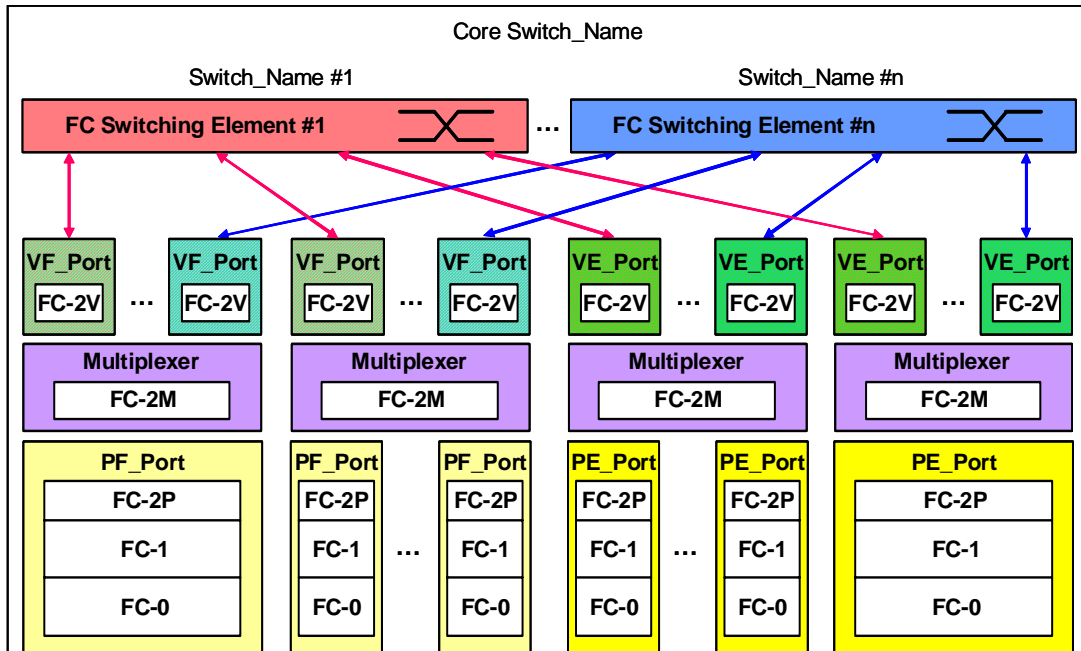 Core Switch_Name
Switch_Name #1 Switch_Name #n
FC Switching Element #1 ... FC Switching Element #n
VF_Port VF_Port VF_Port VF_Port VE_Port VE_Port VE_Port VE_Port
FC-2V ... FC-2V FC-2V ... FC-2V FC-2V ... FC-2V FC-2V ... FC-2V
Multiplexer Multiplexer Multiplexer Multiplexer
FC-2M FC-2M FC-2M FC-2M
PF_Port PF_Port PF_Port PE_Port PE_Port PE_Port
FC-2P FC-2P FC-2P FC-2P FC-2P FC-2P
FC-1 FC-1 ... FC-1 FC-1 ... FC-1 FC-1
FC-0 FC-0 FC-0 FC-0 FC-0 FC-0